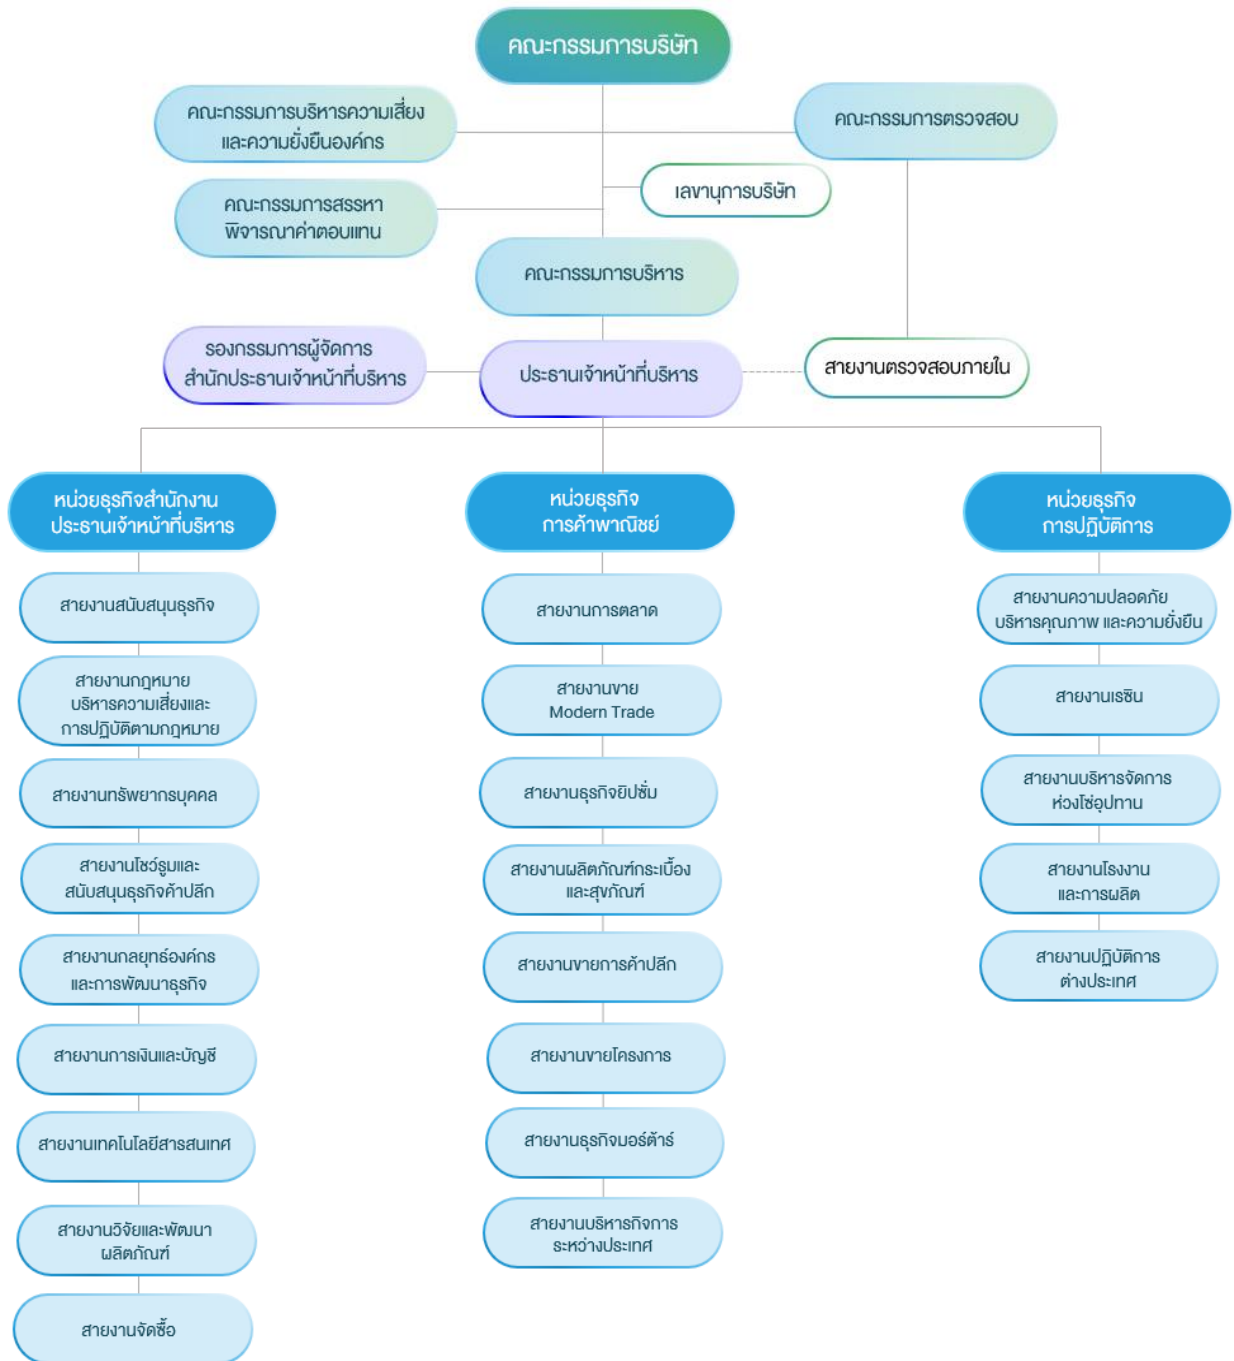 คณะกรรมการบริษัท
คณะกรรมการบริหารความเสี่ยง
และความยั่งยืนองค์กร
คณะกรรมการตรวจสอบ
เลขานุการบริษัท
คณะกรรมการสรรหา
พิจารณาค่าตอบแทน
คณะกรรมการบริหาร
รองกรรมการผู้จัดการ
สำนักประธานเจ้าหน้าที่บริหาร
ประธานเจ้าหน้าที่บริหาร
สายงานตรวจสอบภายใน
หน่วยธุรกิจสำนักงาน
ประธานเจ้าหน้าที่บริหาร
สายงานสนับสนุนธุรกิจ
สายงานกฎหมาย
บริหารความเสี่ยงและ
การปฏิบัติตามกฎหมาย
สายงานทรัพยากรบุคคล
สายงานโชว์รูมและ
สนับสนุนธุรกิจค้าปลีก
สายงานกลยุทธ์องค์กร
และการพัฒนาธุรกิจ
สายงานการเงินและบัญชี
สายงานเทคโนโลยีสารสนเทศ
สายงานวิจัยและพัฒนา
ผลิตภัณฑ์
สายงานจัดซื้อ
หน่วยธุรกิจ
การค้าพาณิชย์
สายงานการตลาด
สายงานขาย
Modern Trade
สายงานธุรกิจยิปซั่ม
สายงานผลิตภัณฑ์กระเบื้อง
และสุขภัณฑ์
สายงานขายการค้าปลีก
สายงานขายโครงการ
สายงานธุรกิจมอร์ต้าร์
สายงานบริหารกิจการ
ระหว่างประเทศ
หน่วยธุรกิจ
การปฏิบัติการ
สายงานความปลอดภัย
บริหารคุณภาพ และความยั่งยืน
สายงานเรซิน
สายงานบริหารจัดการ
ห่วงโซ่อุปทาน
สายงานโรงงาน
และการผลิต
สายงานปฏิบัติการ
ต่างประเทศ